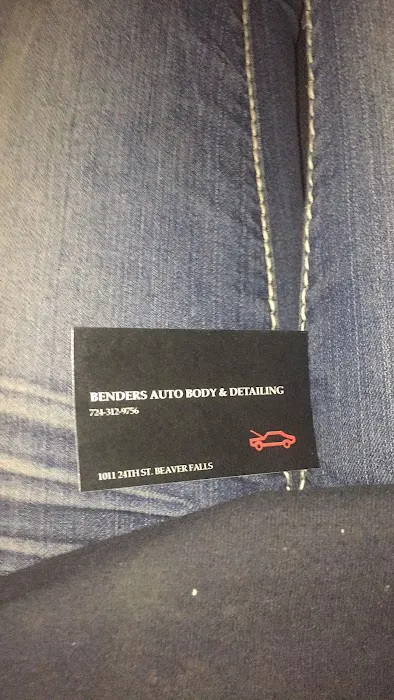 BENDERS AUTO BODY & DETAILING
724-312-9756
1011 24TH ST. BEAVER FALLS